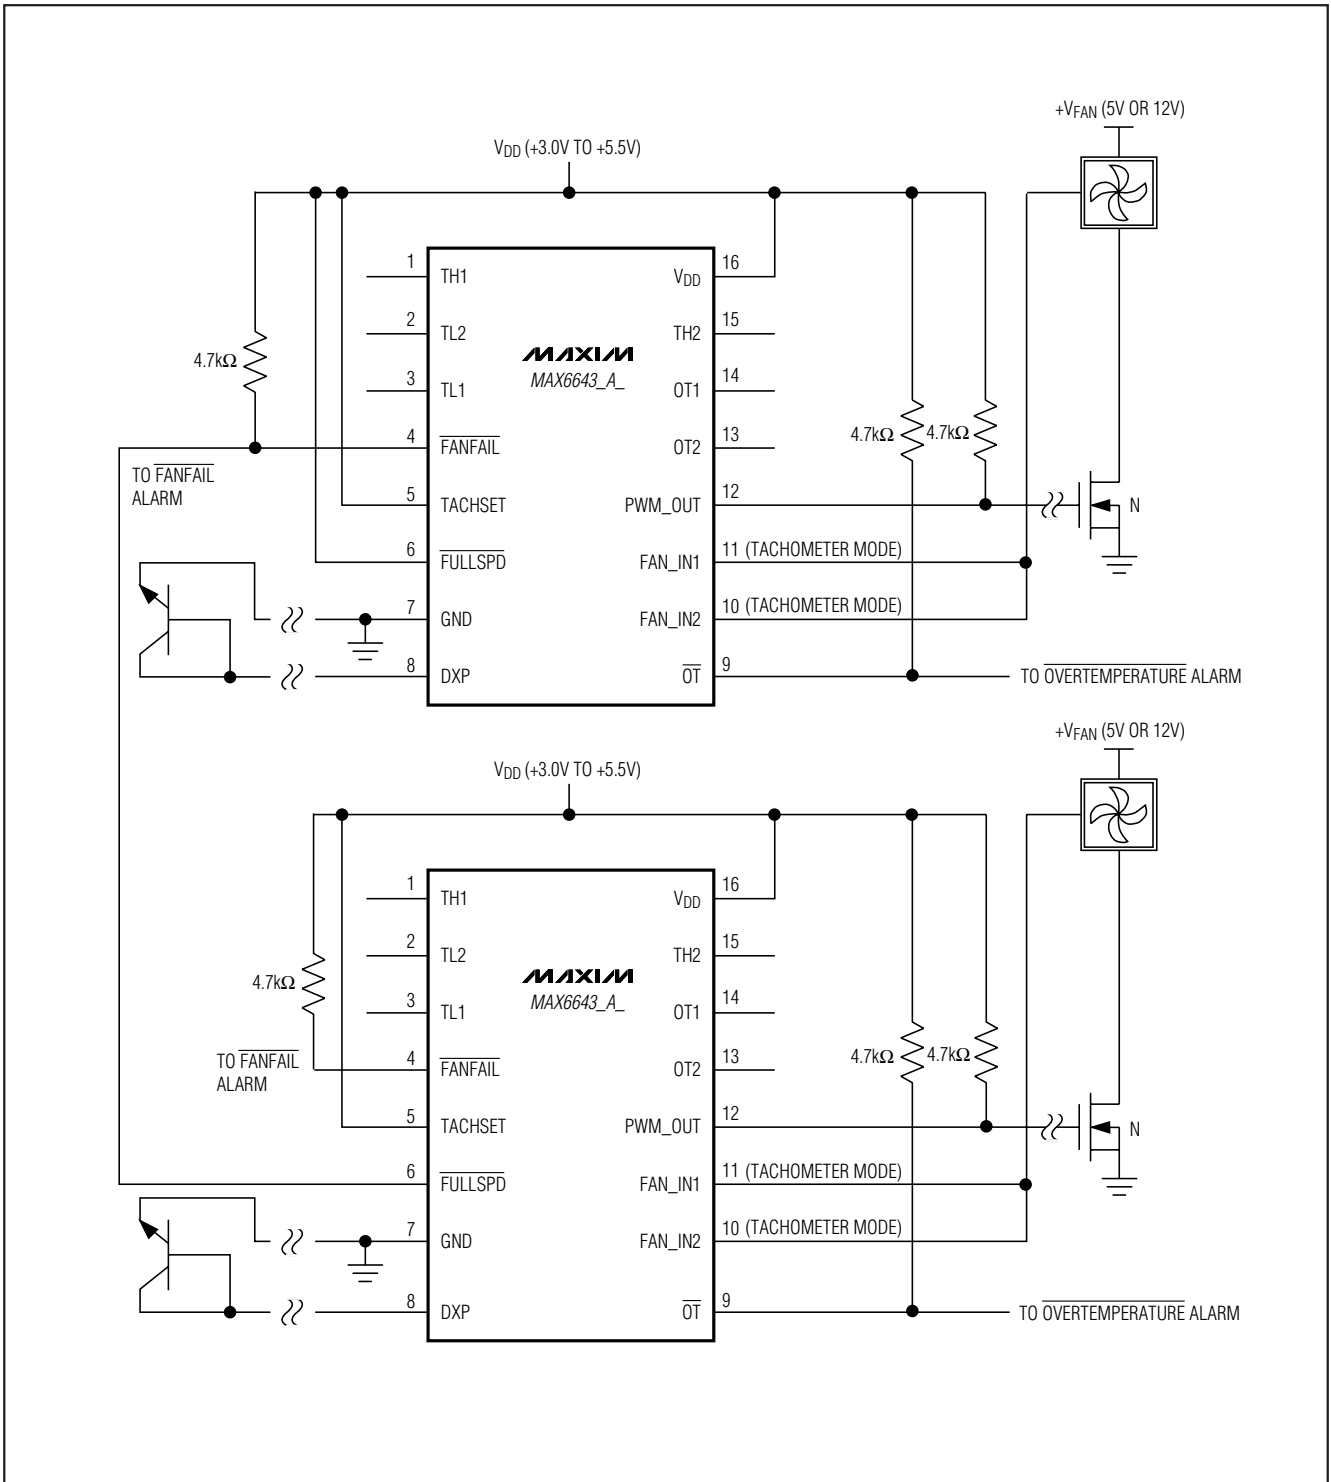 +VFAN (5V OR 12V)
VDD (+3.0V TO +5.5V)
1 TH1 VDD 16
2 TL2 TH2 15
MAXIM
MAX6643_A_
4.7kΩ
3 TL1 OT1 14
4 FANFAIL OT2 13
4.7kΩ 4.7kΩ
TO FANFAIL
ALARM
5 TACHSET PWM_OUT 12
N
6 FULLSPD FAN_IN1 11 (TACHOMETER MODE)
7 GND FAN_IN2 10 (TACHOMETER MODE)
8 DXP OT 9
TO OVERTEMPERATURE ALARM
+VFAN (5V OR 12V)
VDD (+3.0V TO +5.5V)
1 TH1 VDD 16
2 TL2 TH2 15
MAXIM
MAX6643_A_
4.7kΩ
3 TL1 OT1 14
4 FANFAIL OT2 13
4.7kΩ 4.7kΩ
TO FANFAIL
ALARM
5 TACHSET PWM_OUT 12
N
6 FULLSPD FAN_IN1 11 (TACHOMETER MODE)
7 GND FAN_IN2 10 (TACHOMETER MODE)
8 DXP OT 9
TO OVERTEMPERATURE ALARM